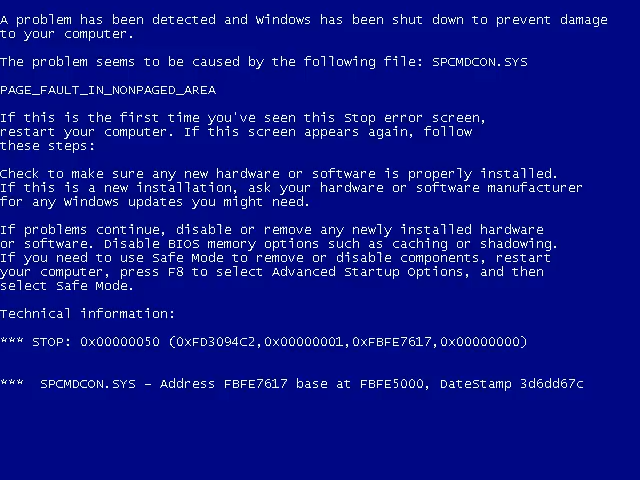 A problem has been detected and Windows has been shut down to prevent damage
to your computer.
The problem seems to be caused by the following file: SPCMDCON.SYS
PAGE_FAULT_IN_NONPAGED_AREA
If this is the first time you've seen this Stop error screen,
restart your computer. If this screen appears again, follow
these steps:
Check to make sure any new hardware or software is properly installed.
If this is a new installation, ask your hardware or software manufacturer
for any Windows updates you might need.
If problems continue, disable or remove any newly installed hardware
or software. Disable BIOS memory options such as caching or shadowing.
If you need to use Safe Mode to remove or disable components, restart
your computer, press F8 to select Advanced Startup Options, and then
select Safe Mode.
Technical information:
*** STOP: 0x00000050 (0xFD3094C2,0x00000001,0xFBFE7617,0x00000000)
***  SPCMDCON.SYS - Address FBFE7617 base at FBFE5000, DateStamp 3d6dd67c